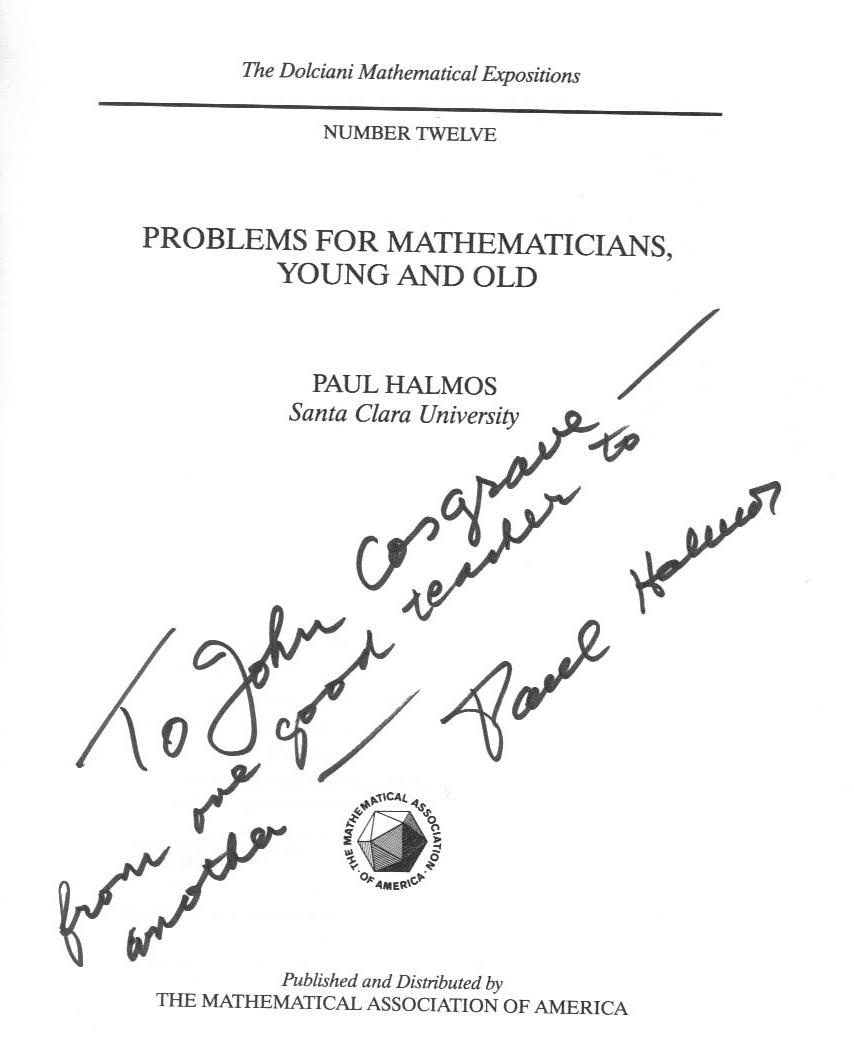 The Dolciani Mathematical Expositions
NUMBER TWELVE
PROBLEMS FOR MATHEMATICIANS,
YOUNG AND OLD
PAUL HALMOS
Santa Clara University
To John Cosgrave —
from one good teacher to
another — Paul Halmos
THE MATHEMATICAL ASSOCIATION
· OF AMERICA ·
Published and Distributed by
THE MATHEMATICAL ASSOCIATION OF AMERICA